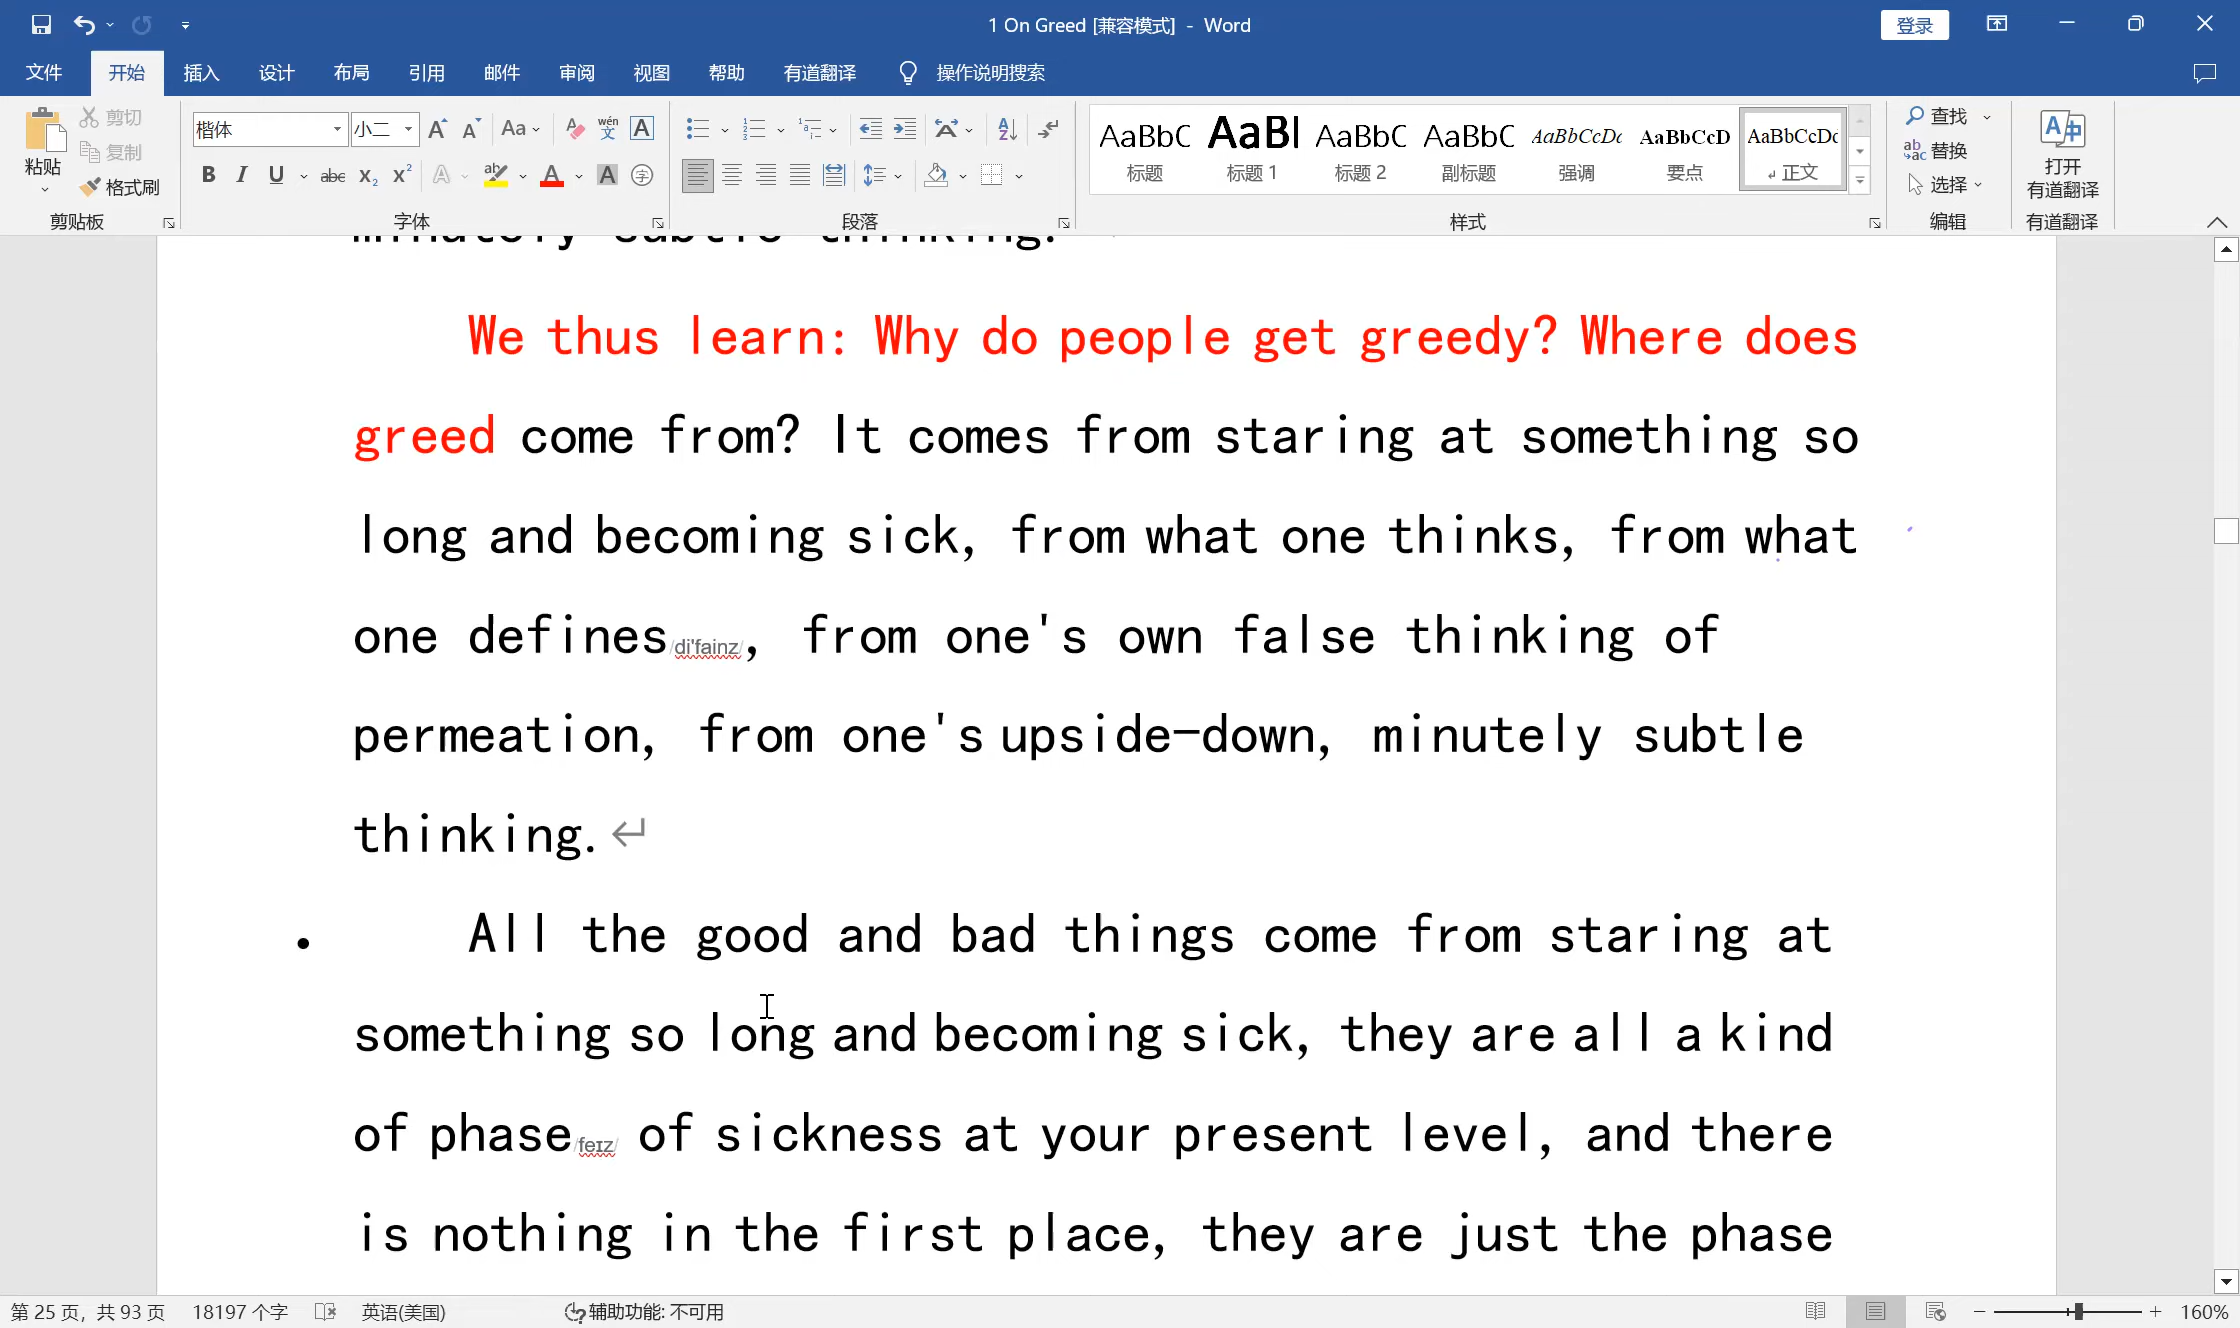 1 On Greed [兼容模式] - Word
登录
文件 开始 插入 设计 布局 引用 邮件 审阅 视图 帮助 有道翻译 操作说明搜索
粘贴
剪切
复制
格式刷
剪贴板
楷体 小二
字体
段落
AaBbC AaBl AaBbC AaBbC AaBbCcDc AaBbCcD AaBbCcDc
标题 标题 1 标题 2 副标题 强调 要点 ↲ 正文
样式
查找
替换
选择
编辑
打开
有道翻译
有道翻译
minutely subtle thinking.
We thus learn: Why do people get greedy? Where does
greed come from? It comes from staring at something so
long and becoming sick, from what one thinks, from what
one defines/di'fainz/, from one's own false thinking of
permeation, from one's upside-down, minutely subtle
thinking. ↵
• All the good and bad things come from staring at
something so long and becoming sick, they are all a kind
of phase/feɪz/ of sickness at your present level, and there
is nothing in the first place, they are just the phase
第 25 页, 共 93 页 18197 个字 英语(美国) 辅助功能: 不可用 160%